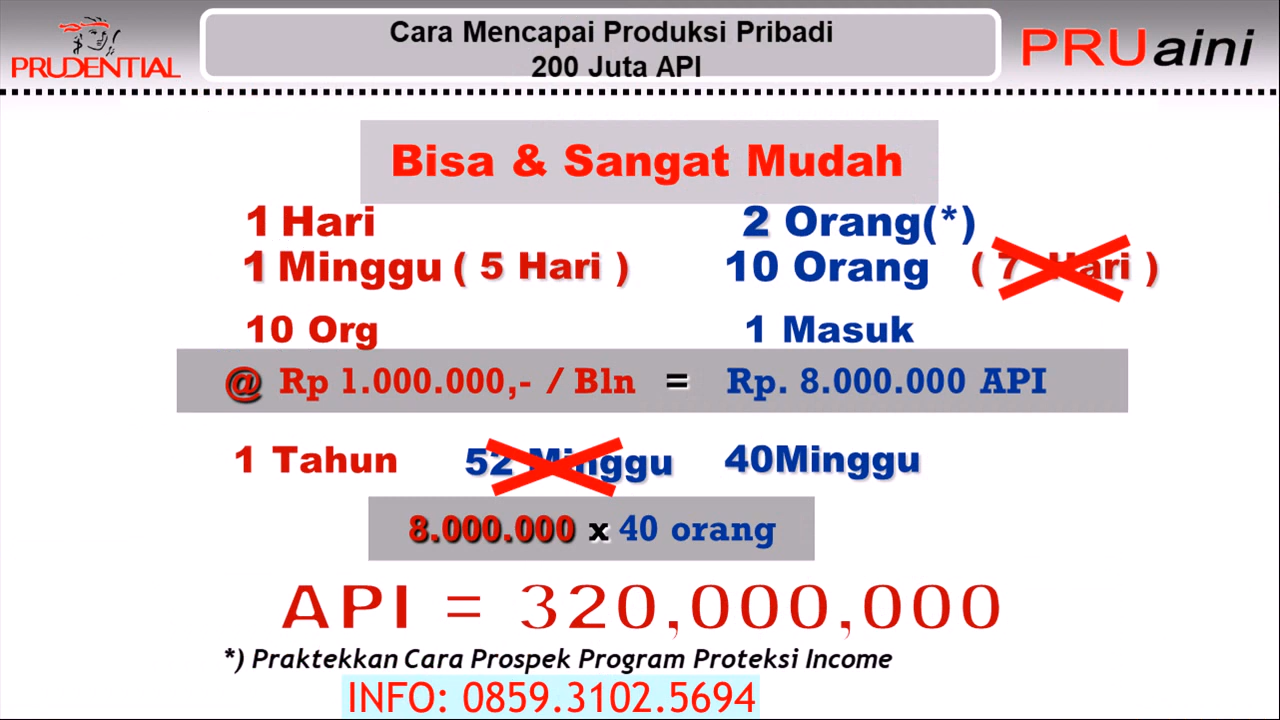 PRUDENTIAL
Cara Mencapai Produksi Pribadi
200 Juta API
PRUaini
Bisa & Sangat Mudah
1 Hari 2 Orang(*)
1 Minggu ( 5 Hari ) 10 Orang ( 7 Hari )
10 Org 1 Masuk
@ Rp 1.000.000,- / Bln = Rp. 8.000.000 API
1 Tahun 52 Minggu 40Minggu
8.000.000 x 40 orang
API = 320,000,000
*) Praktekkan Cara Prospek Program Proteksi Income
INFO: 0859.3102.5694